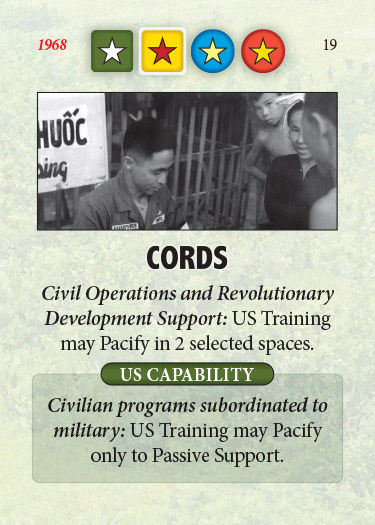 1968
19
HUỐC
CORDS
Civil Operations and Revolutionary
Development Support: US Training
may Pacify in 2 selected spaces.
US CAPABILITY
Civilian programs subordinated to
military: US Training may Pacify
only to Passive Support.